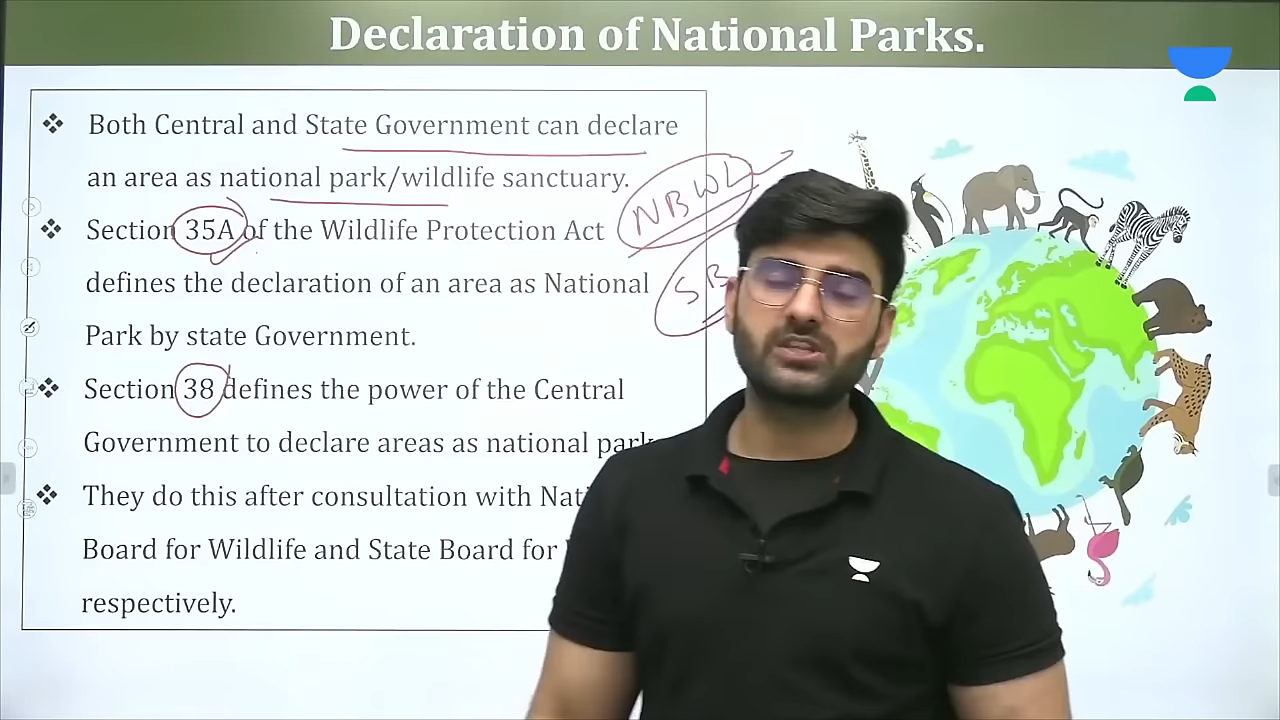 Declaration of National Parks.
Both Central and State Government can declare
an area as national park/wildlife sanctuary.
NBWL
Section 35A of the Wildlife Protection Act
defines the declaration of an area as National
SB
Park by state Government.
Section 38 defines the power of the Central
Government to declare areas as national park
They do this after consultation with
Board for Wildlife and State Board for
respectively.